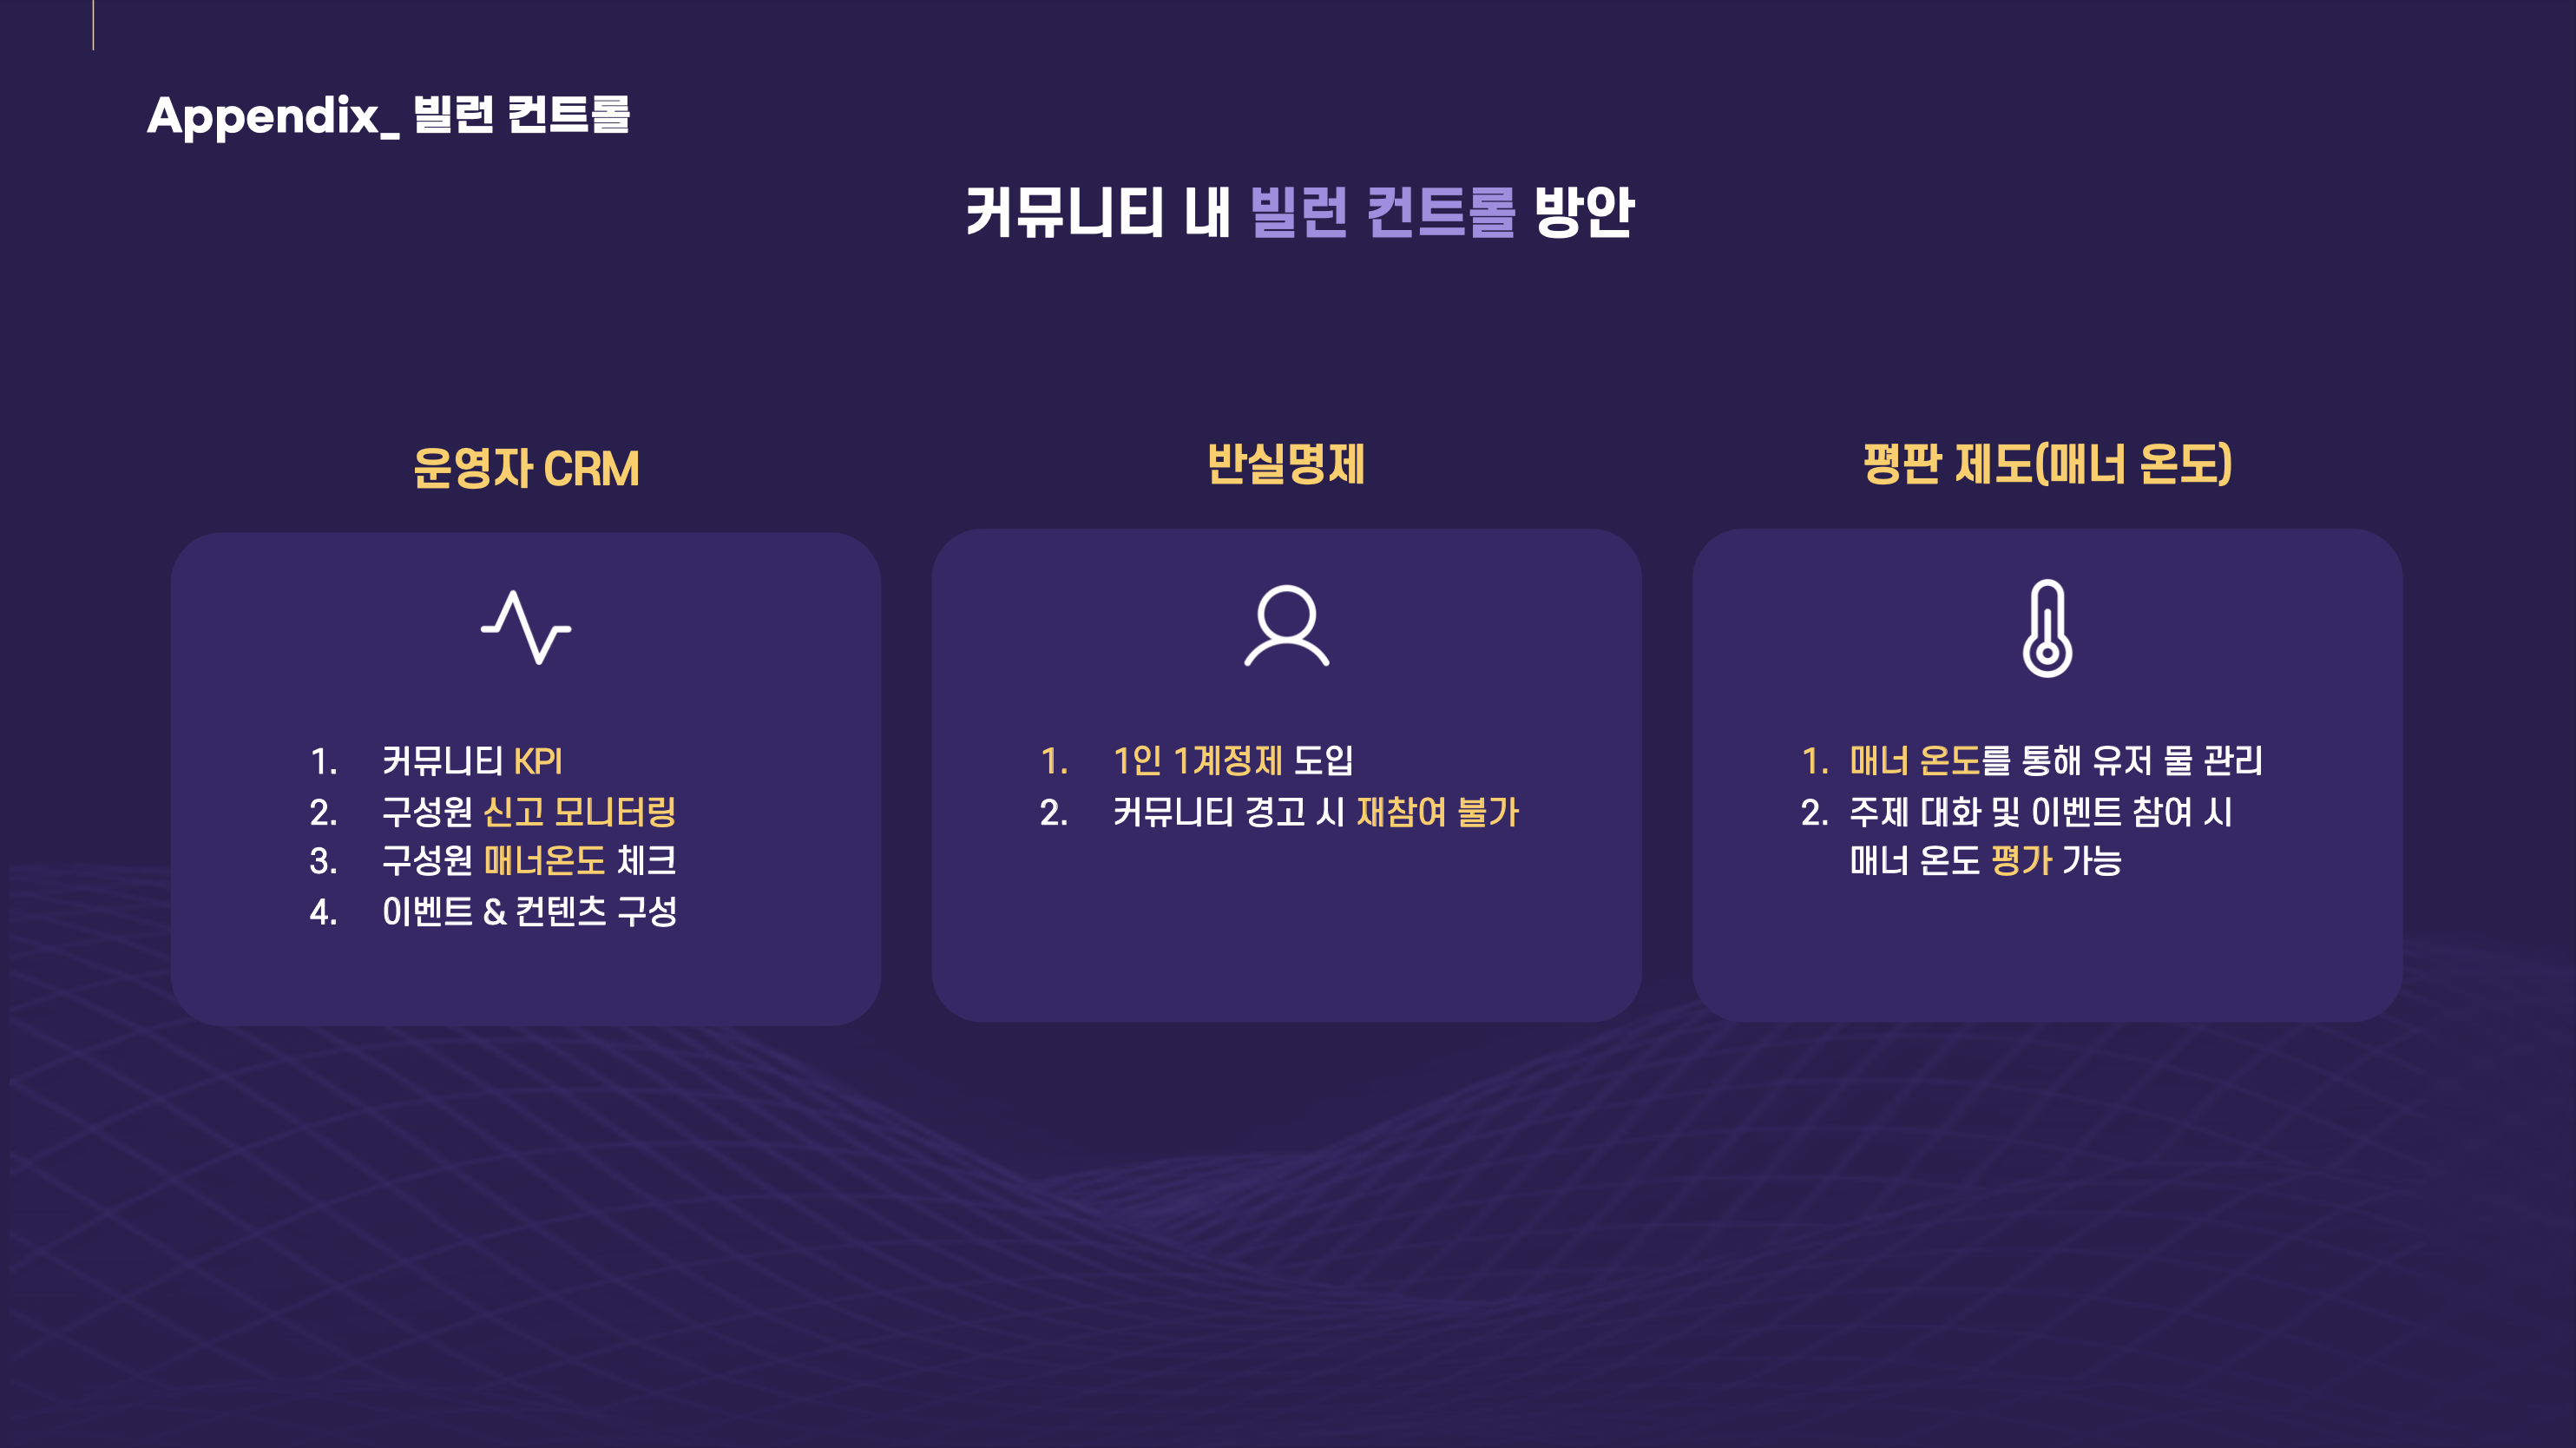 Appendix_ 빌런 컨트롤
커뮤니티 내 빌런 컨트롤 방안
운영자 CRM
1. 커뮤니티 KPI
2. 구성원 신고 모니터링
3. 구성원 매너온도 체크
4. 이벤트 & 컨텐츠 구성
반실명제
1. 1인 1계정제 도입
2. 커뮤니티 경고 시 재참여 불가
평판 제도(매너 온도)
1. 매너 온도를 통해 유저 물 관리
2. 주제 대화 및 이벤트 참여 시
매너 온도 평가 가능